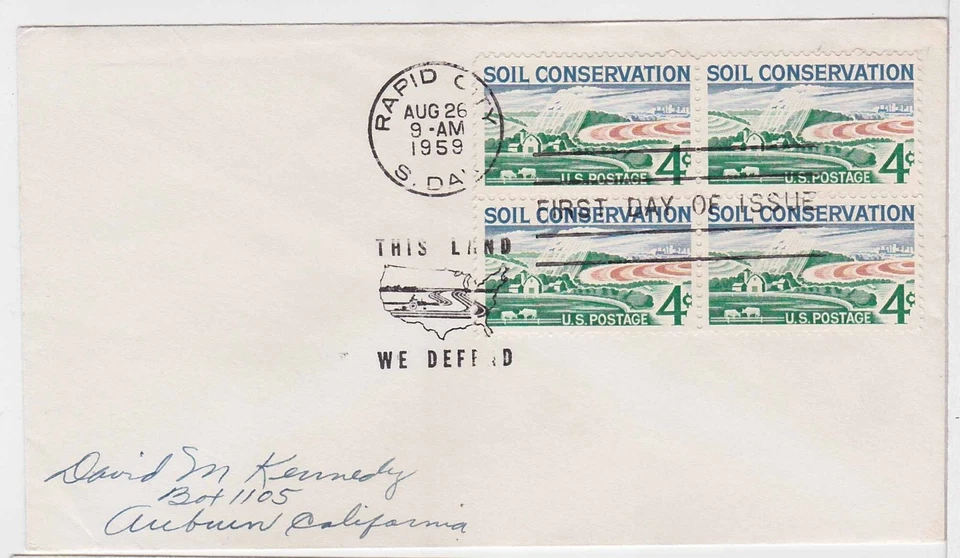 RAPID CITY
AUG 26
9-AM
1959
S. DAK
SOIL CONSERVATION
4¢
U.S. POSTAGE
SOIL CONSERVATION
4¢
U.S. POSTAGE
FIRST DAY OF ISSUE
SOIL CONSERVATION
4¢
U.S. POSTAGE
SOIL CONSERVATION
4¢
U.S. POSTAGE
THIS LAND
WE DEFEND
David M Kennedy
Box 1105
Auburn California